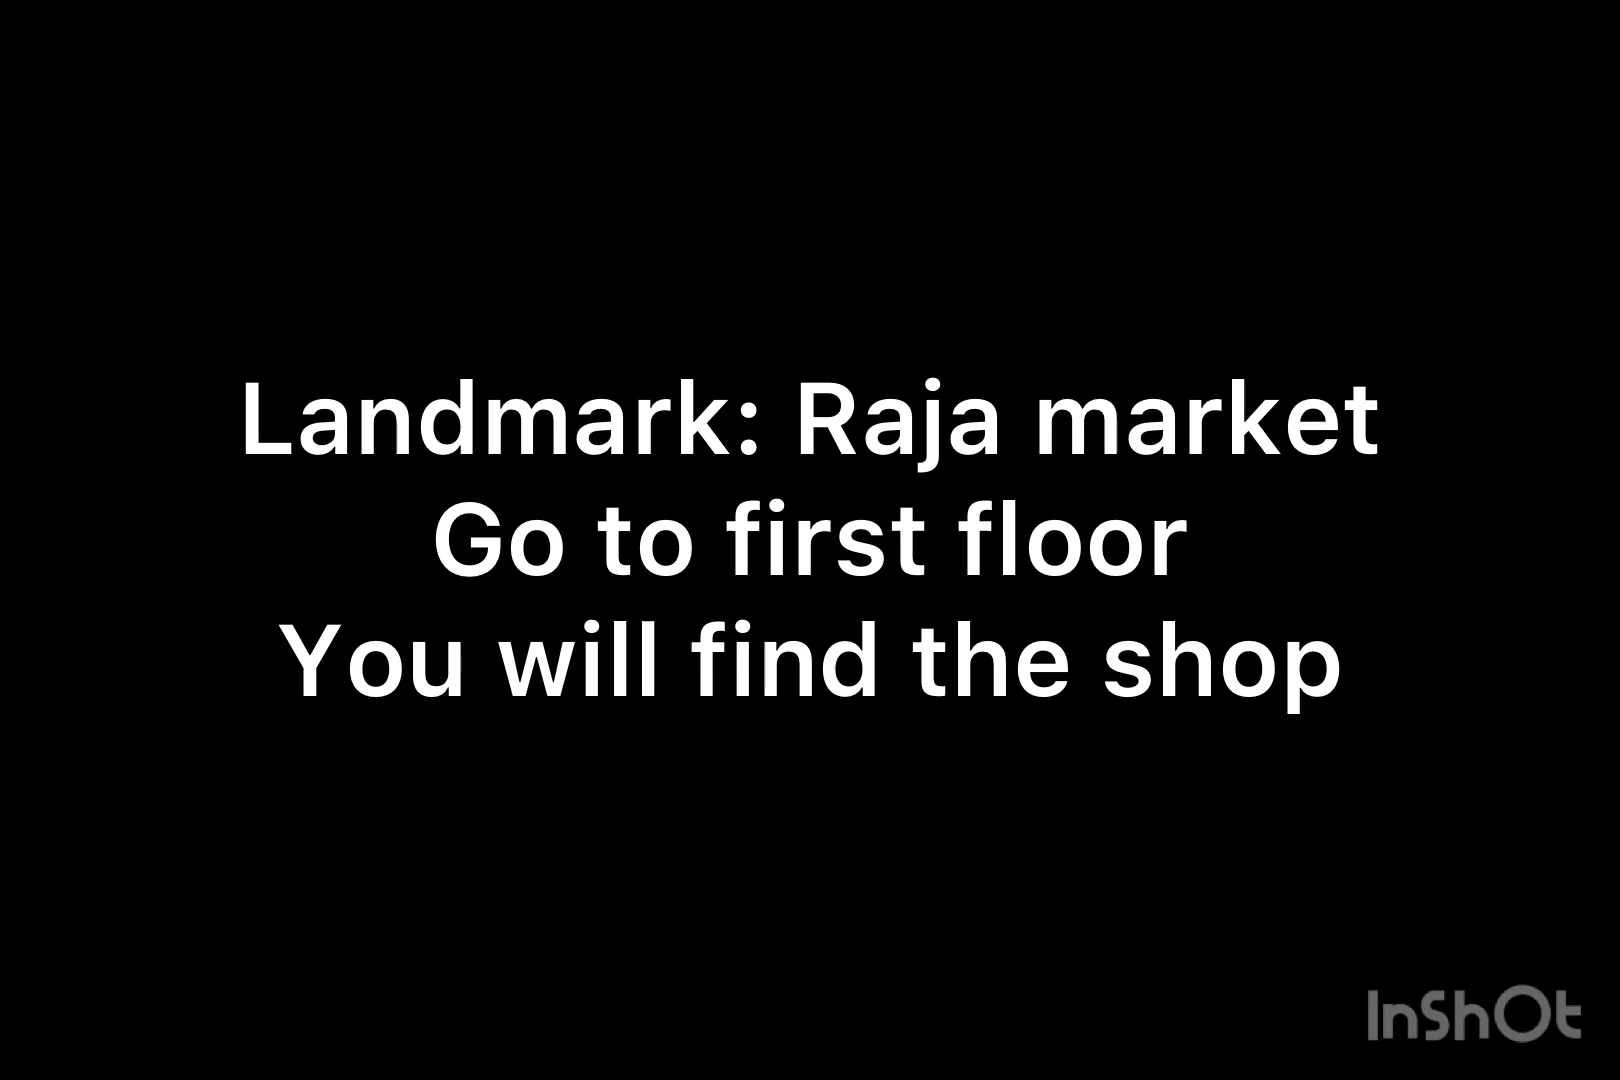 Landmark: Raja market
Go to first floor
You will find the shop
InShOt